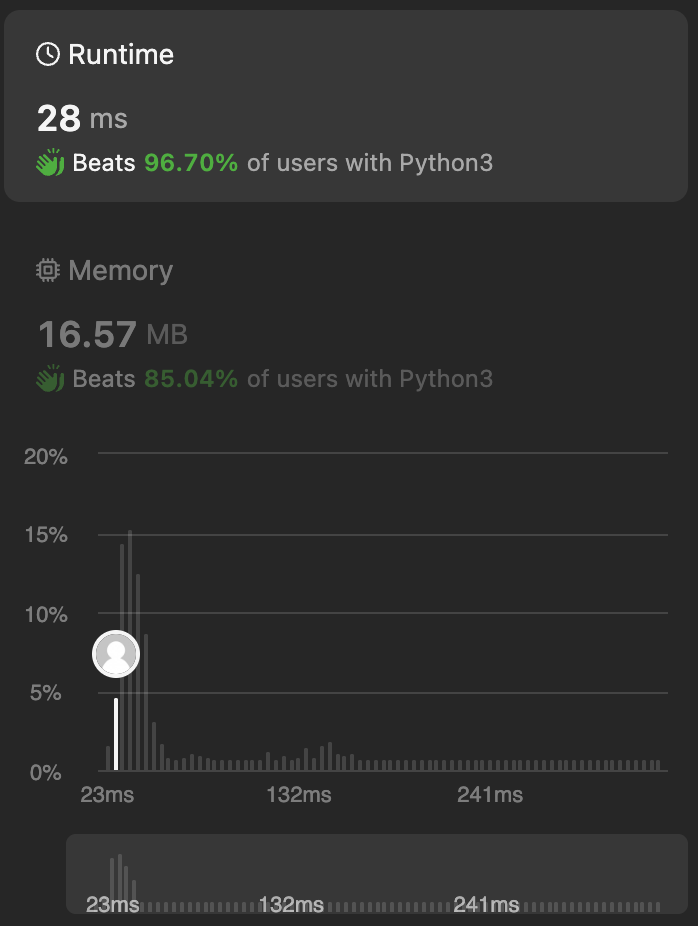 Runtime
28 ms
Beats 96.70% of users with Python3
Memory
16.57 MB
Beats 85.04% of users with Python3
20%
15%
10%
5%
0%
23ms 132ms 241ms
23ms 132ms 241ms